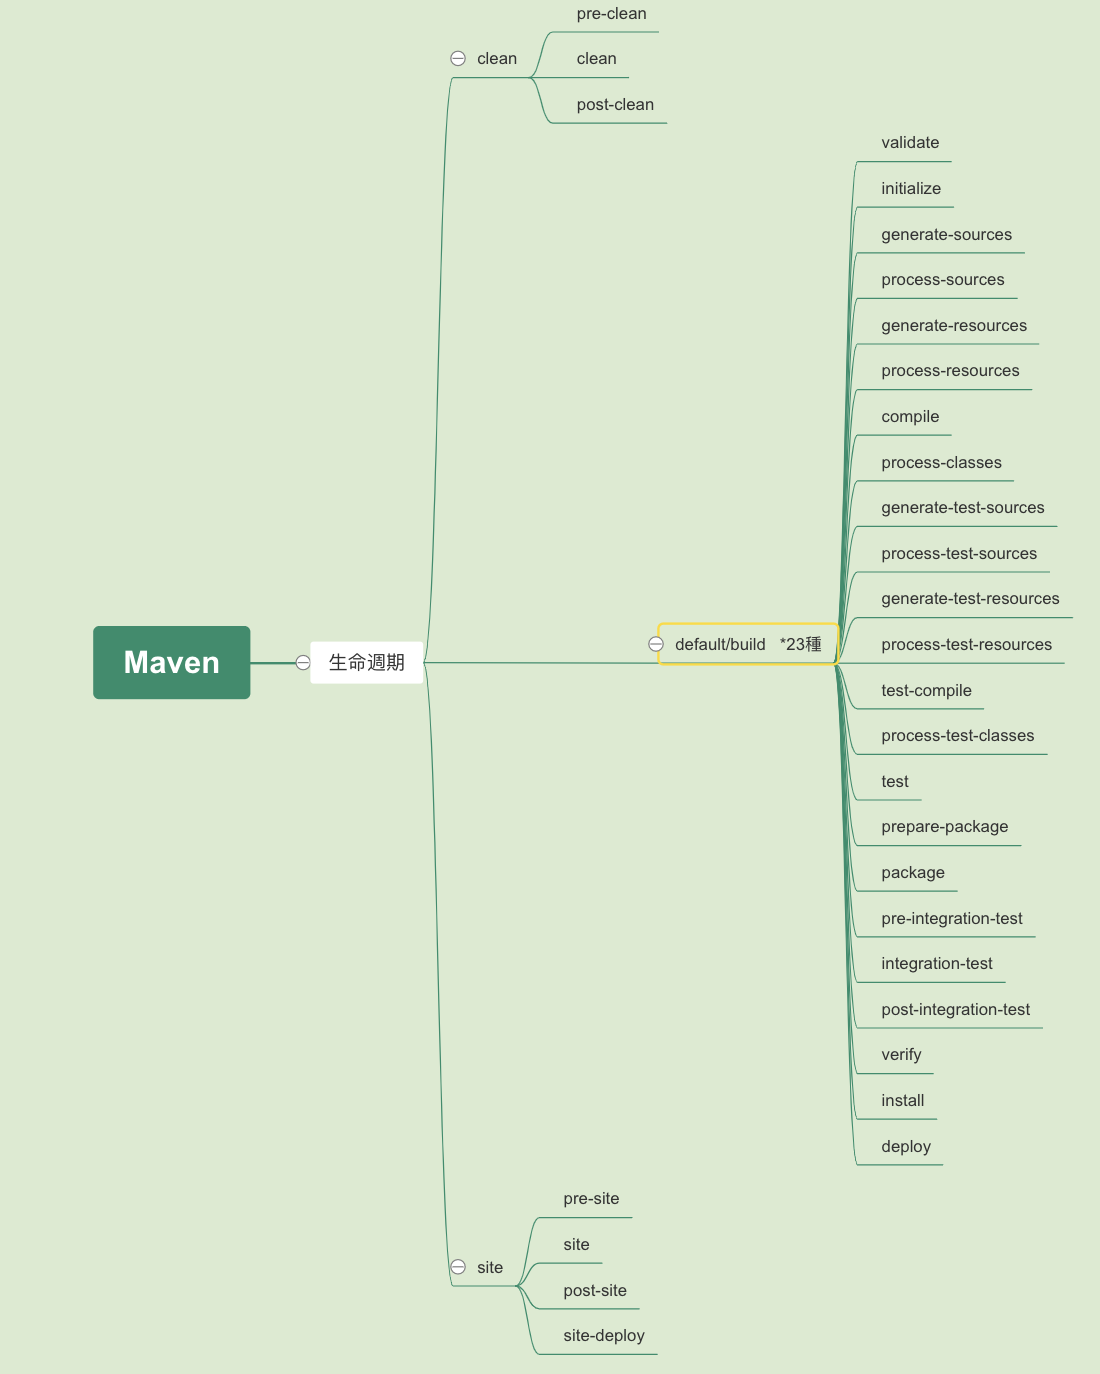 Maven
生命週期
clean
pre-clean
clean
post-clean
default/build *23種
validate
initialize
generate-sources
process-sources
generate-resources
process-resources
compile
process-classes
generate-test-sources
process-test-sources
generate-test-resources
process-test-resources
test-compile
process-test-classes
test
prepare-package
package
pre-integration-test
integration-test
post-integration-test
verify
install
deploy
site
pre-site
site
post-site
site-deploy